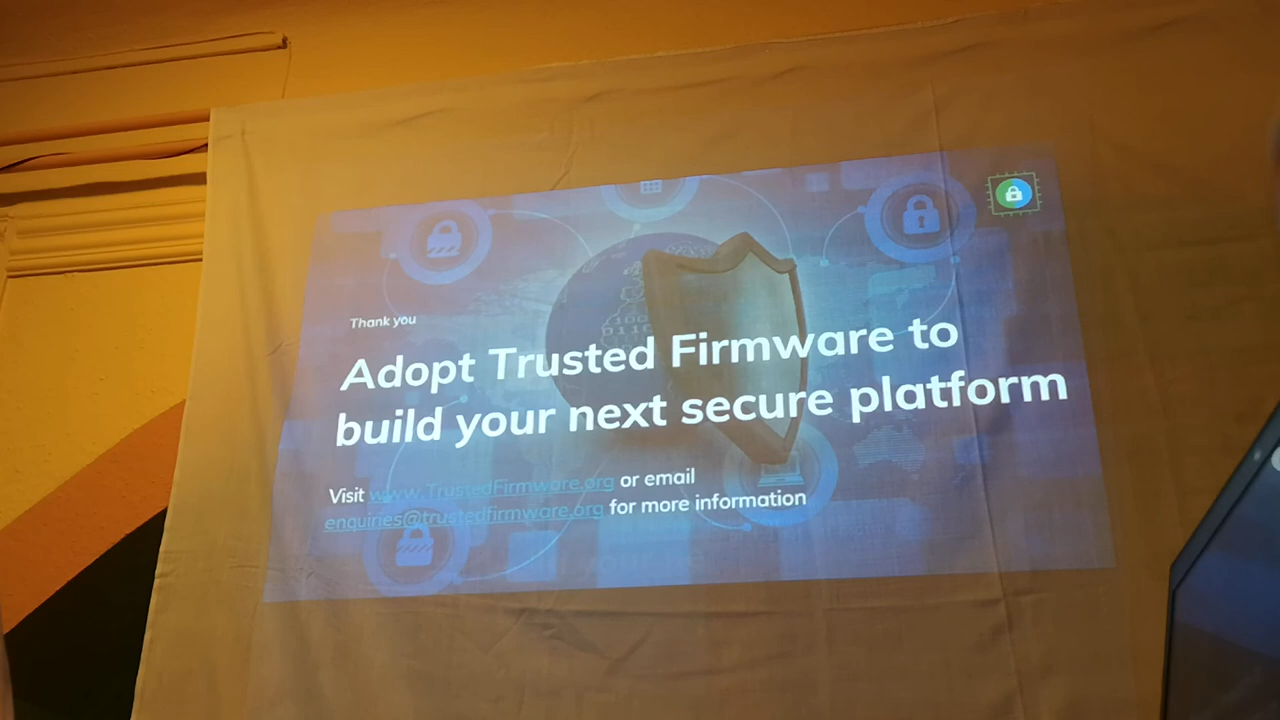 Thank you
Adopt Trusted Firmware to
build your next secure platform
Visit www.TrustedFirmware.org or email
enquiries@trustedfirmware.org for more information